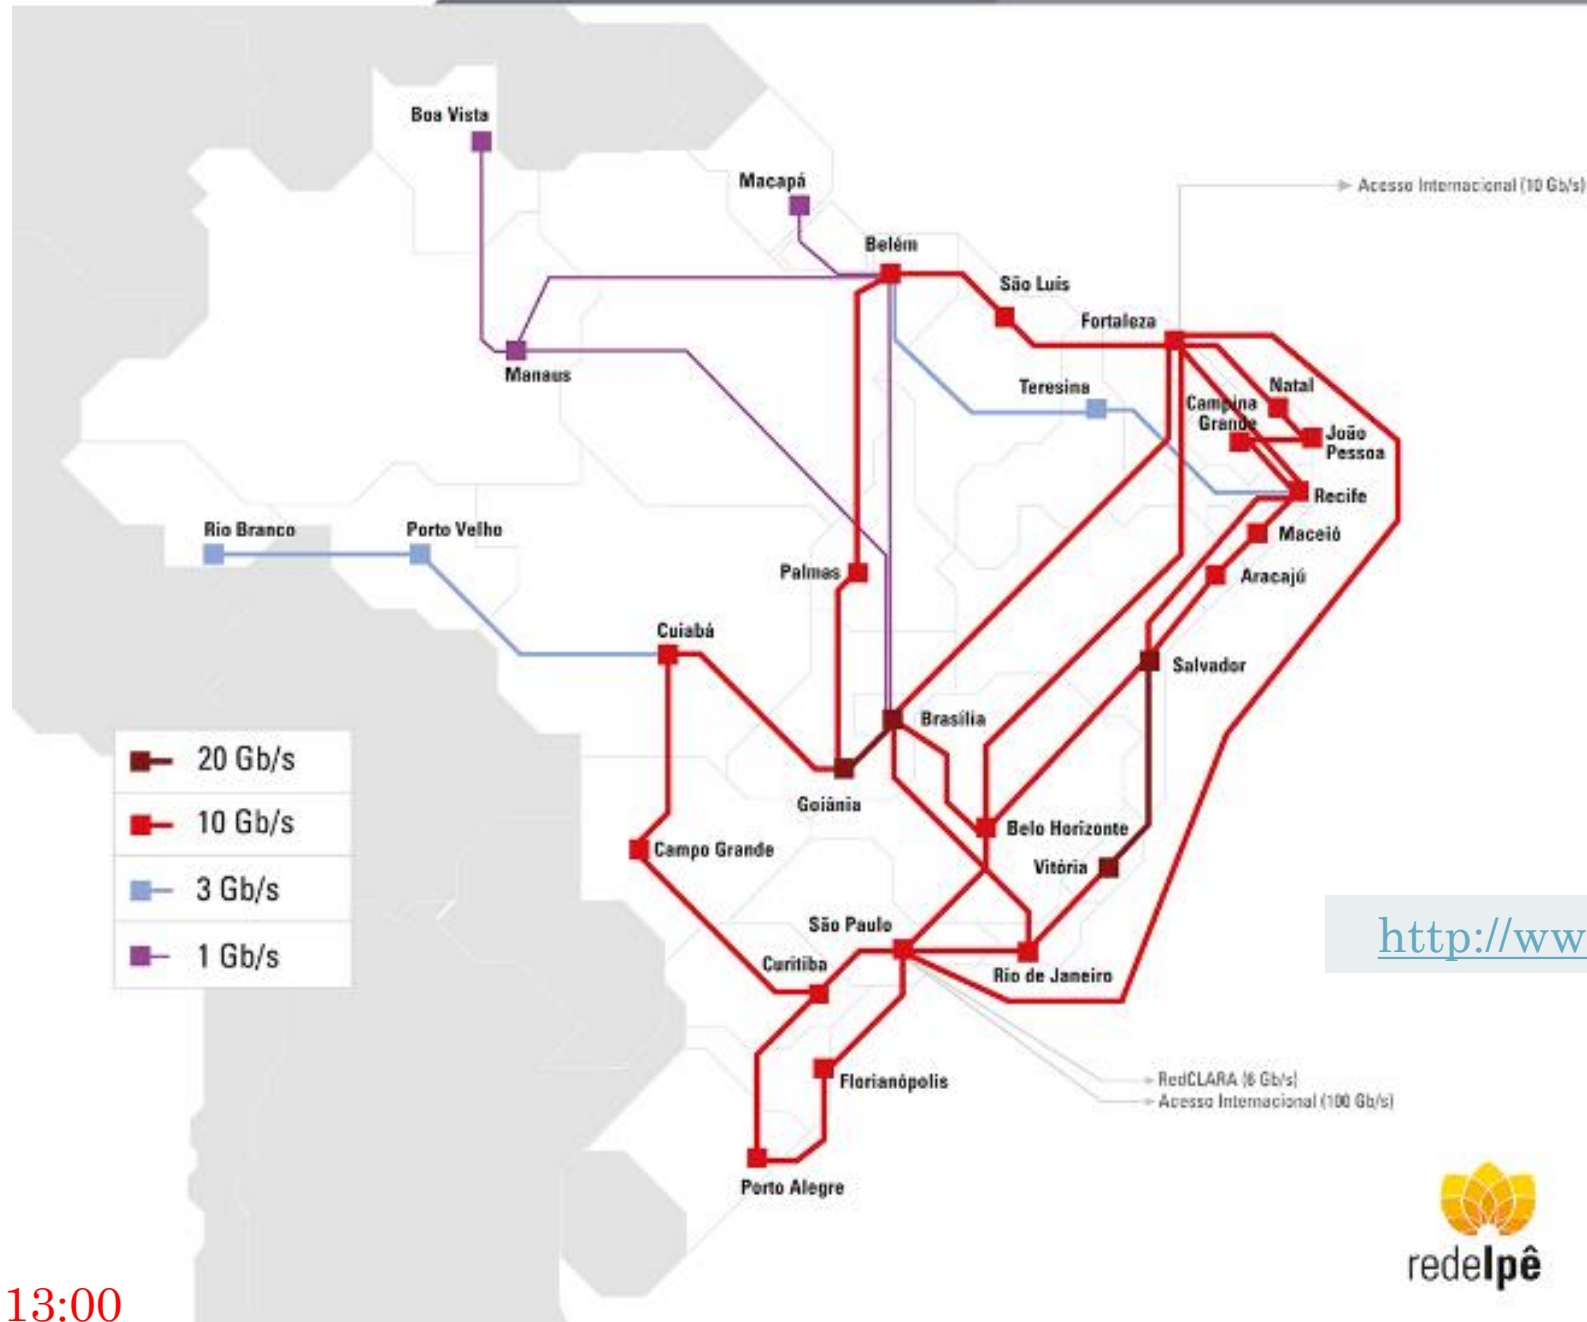 Boa Vista
Macapá
Acesso Internacional (10 Gb/s)
Belém
São Luís
Fortaleza
Manaus
Teresina
Natal
Campina
Grande
João
Pessoa
Recife
Rio Branco
Porto Velho
Maceió
Palmas
Aracajú
Cuiabá
Salvador
Brasília
20 Gb/s
Goiânia
10 Gb/s
Belo Horizonte
Campo Grande
Vitória
3 Gb/s
São Paulo
http://ww
1 Gb/s
Curitiba
Rio de Janeiro
Florianópolis
RedCLARA (6 Gb/s)
Acesso Internacional (100 Gb/s)
Porto Alegre
redeIpê
13:00